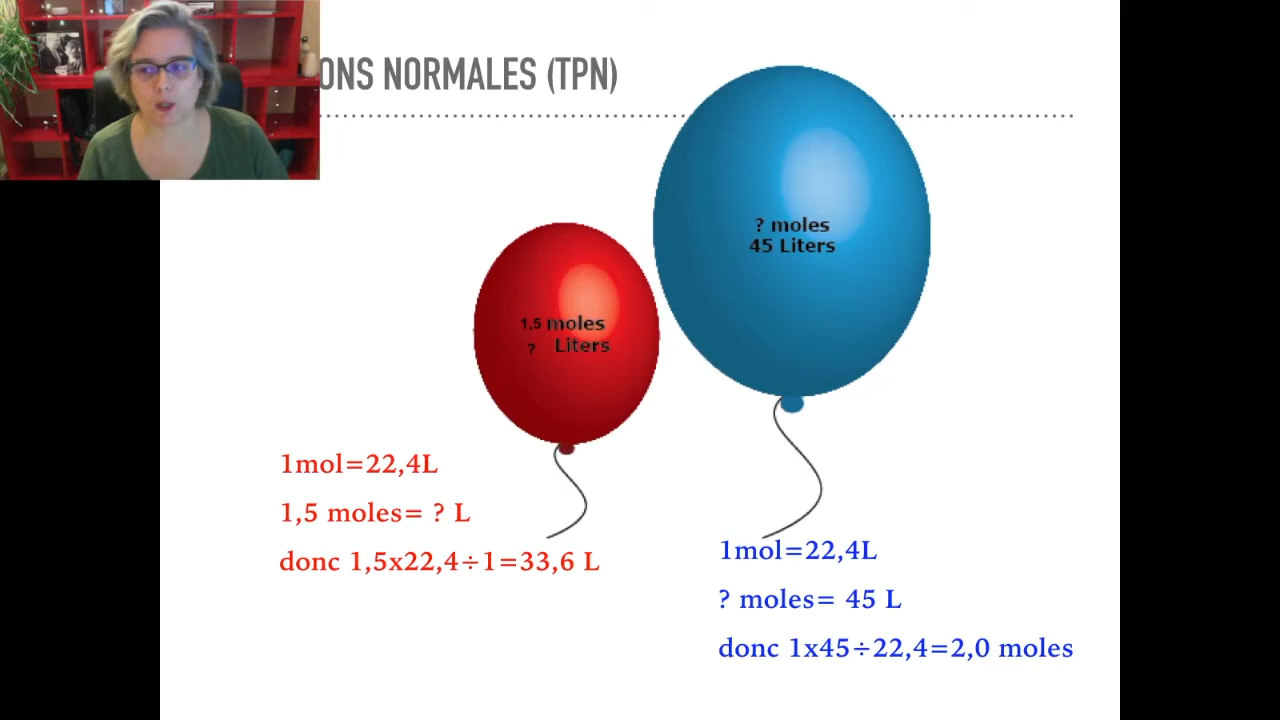 ONS NORMALES (TPN)
? moles
45 Liters
1,5 moles
? Liters
1mol=22,4L
1,5 moles= ? L
donc 1,5x22,4÷1=33,6 L
1mol=22,4L
? moles= 45 L
donc 1x45÷22,4=2,0 moles